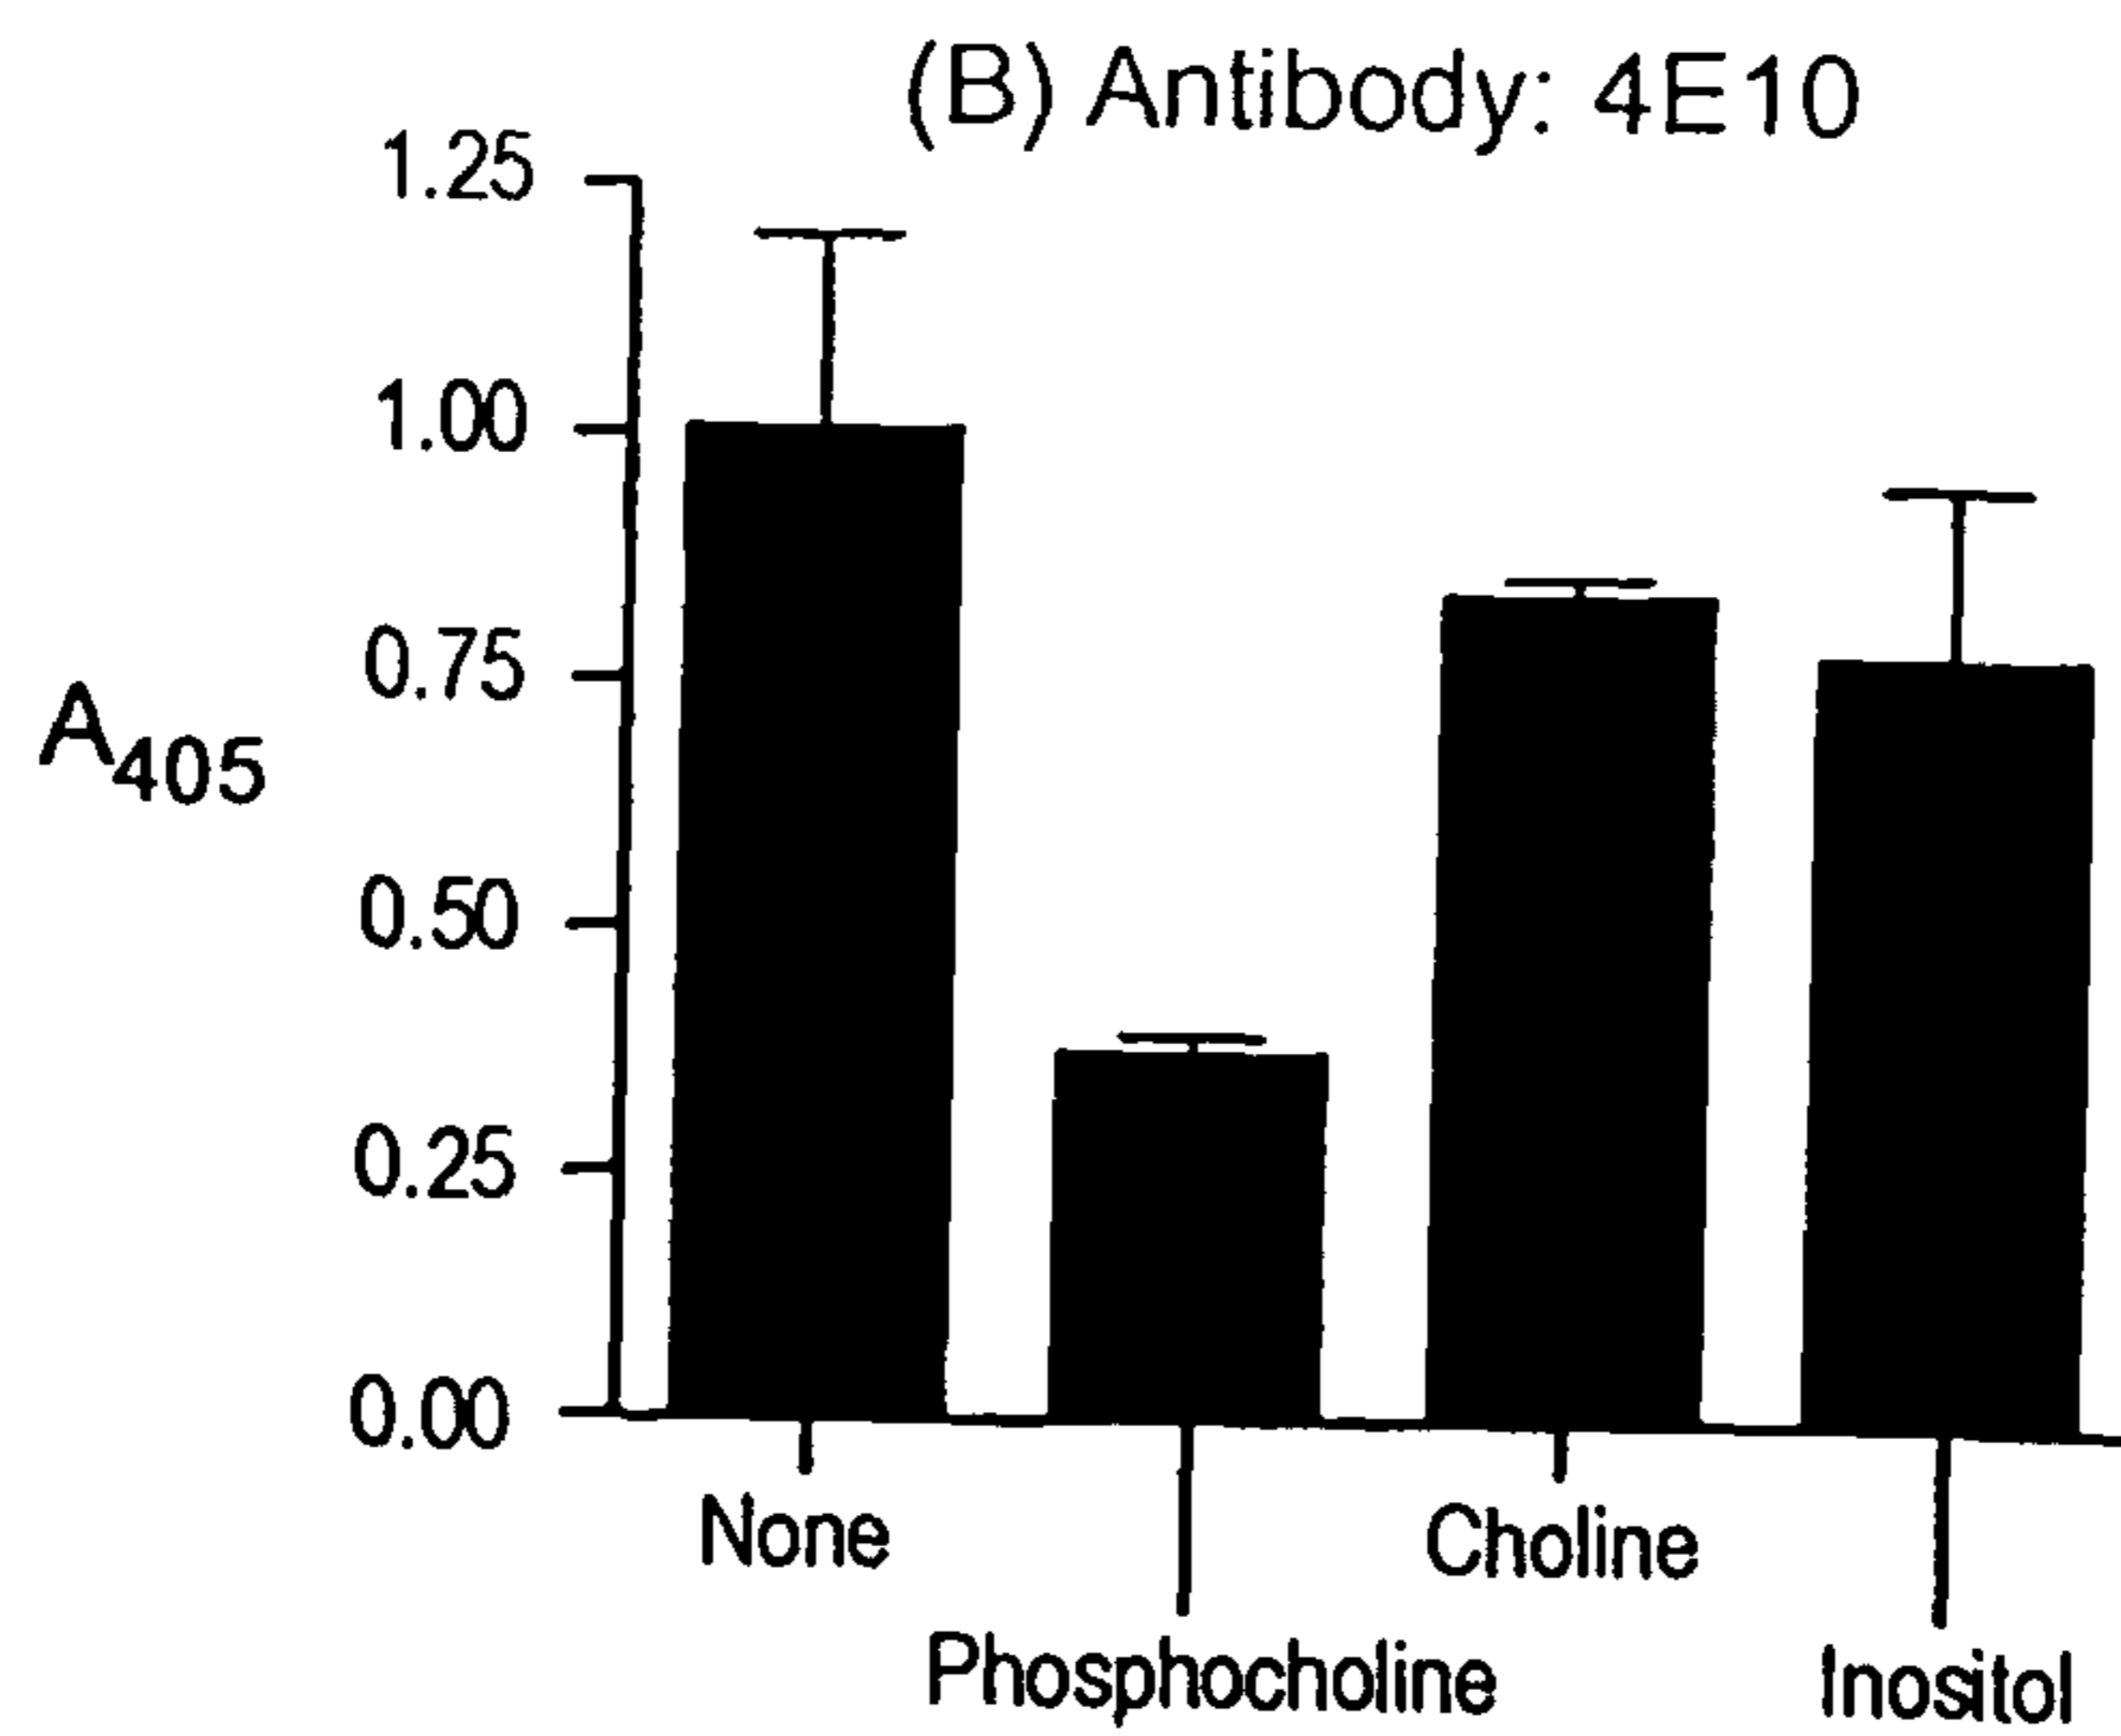 (B) Antibody: 4E10
1.25
1.00
0.75
A405
0.50
0.25
0.00
None
Choline
Phosphocholine
Inositol